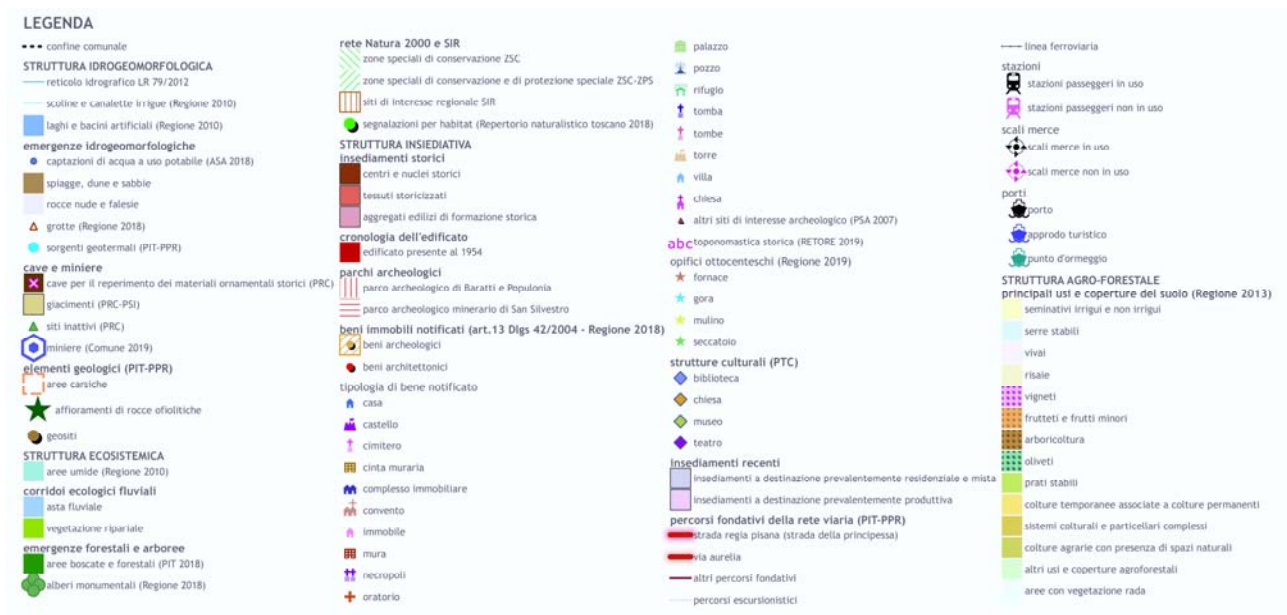 LEGENDA
confine comunale
STRUTTURA IDROGEOMORFOLOGICA
reticolo idrografico LR 79/2012
scoline e canalette irrigue (Regione 2010)
laghi e bacini artificiali (Regione 2010)
emergenze idrogeomorfologiche
captazioni di acqua a uso potabile (ASA 2018)
spiagge, dune e sabbie
rocce nude e falesie
grotte (Regione 2018)
sorgenti geotermali (PIT-PPR)
cave e miniere
cave per il reperimento dei materiali ornamentali storici (PRC)
giacimenti (PRC-PSI)
siti inattivi (PRC)
miniere (Comune 2019)
elementi geologici (PIT-PPR)
aree carsiche
affioramenti di rocce ofiolitiche
geositi
STRUTTURA ECOSISTEMICA
aree umide (Regione 2010)
corridoi ecologici fluviali
asta fluviale
vegetazione ripariale
emergenze forestali e arboree
aree boscate e forestali (PIT 2018)
alberi monumentali (Regione 2018)
rete Natura 2000 e SIR
zone speciali di conservazione ZSC
zone speciali di conservazione e di protezione speciale ZSC-ZPS
siti di interesse regionale SIR
segnalazioni per habitat (Repertorio naturalistico toscano 2018)
STRUTTURA INSIEDIATIVA
insediamenti storici
centri e nuclei storici
tessuti storicizzati
aggregati edilizi di formazione storica
cronologia dell'edificato
edificato presente al 1954
parchi archeologici
parco archeologico di Baratti e Populonia
parco archeologico minerario di San Silvestro
beni immobili notificati (art.13 Dlgs 42/2004 - Regione 2018)
beni archeologici
beni architettonici
tipologia di bene notificato
casa
castello
cimitero
cinta muraria
complesso immobiliare
convento
immobile
mura
necropoli
oratorio
palazzo
pozzo
rifugio
tomba
tombe
torre
villa
chiesa
altri siti di interesse archeologico (PSA 2007)
abc toponomastica storica (RETORE 2019)
opifici ottocenteschi (Regione 2019)
fornace
gora
mulino
seccatoio
strutture culturali (PTC)
biblioteca
chiesa
museo
teatro
insediamenti recenti
insediamenti a destinazione prevalentemente residenziale e mista
insediamenti a destinazione prevalentemente produttiva
percorsi fondativi della rete viaria (PIT-PPR)
strada regia pisana (strada della principessa)
via aurelia
altri percorsi fondativi
percorsi escursionistici
linea ferroviaria
stazioni
stazioni passeggeri in uso
stazioni passeggeri non in uso
scali merce
scali merce in uso
scali merce non in uso
porti
porto
approdo turistico
punto d'ormeggio
STRUTTURA AGRO-FORESTALE
principali usi e coperture del suolo (Regione 2013)
seminativi irrigui e non irrigui
serre stabili
vivai
risaie
vigneti
frutteti e frutti minori
arboricoltura
oliveti
prati stabili
colture temporanee associate a colture permanenti
sistemi colturali e particellari complessi
colture agrarie con presenza di spazi naturali
altri usi e coperture agroforestali
aree con vegetazione rada